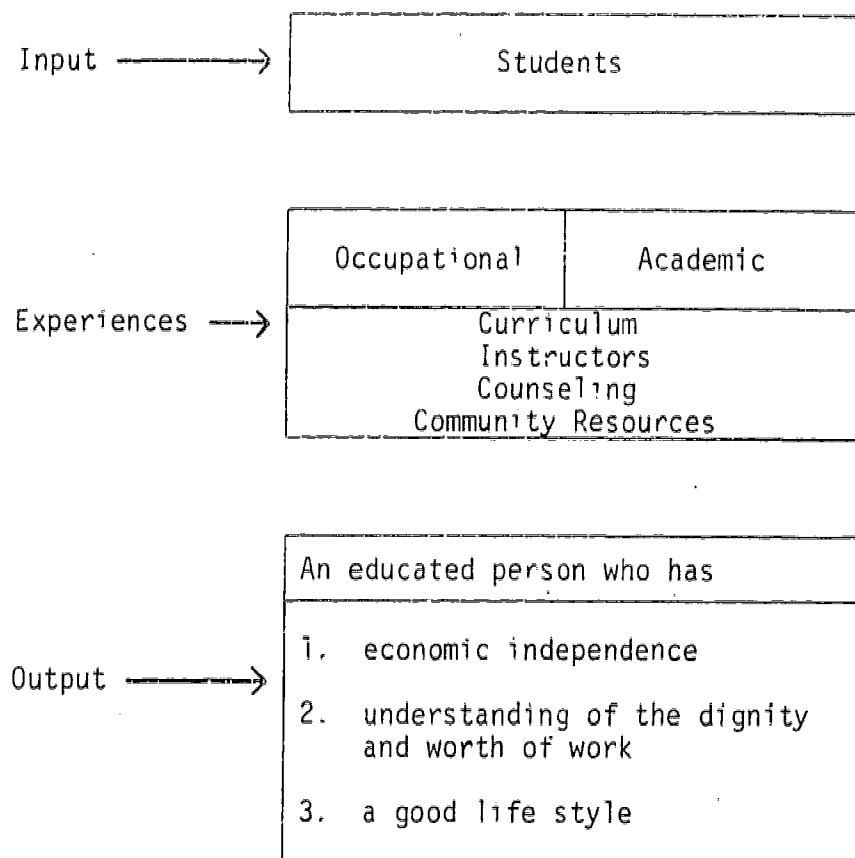 Input
Students
Occupational
Academic
Experiences
Curriculum
Instructors
Counseling
Community Resources
An educated person who has
Output
1. economic independence
2. understanding of the dignity
and worth of work
3. a good life style